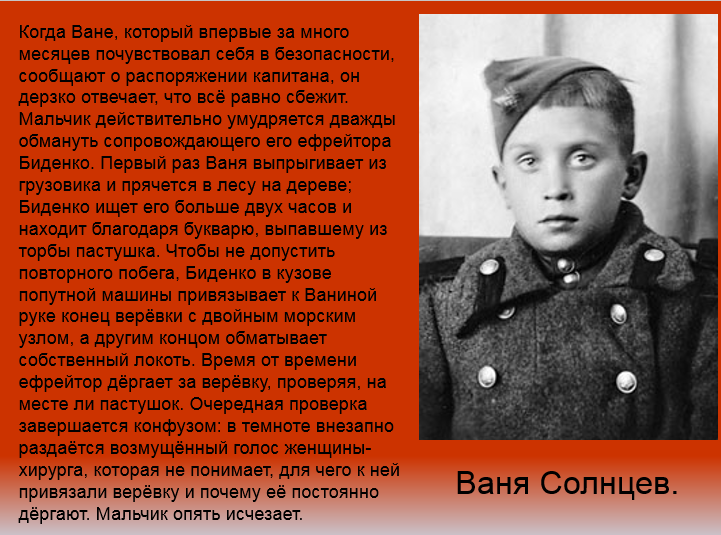 Когда Ване, который впервые за много
месяцев почувствовал себя в безопасности,
сообщают о распоряжении капитана, он
дерзко отвечает, что всё равно сбежит.
Мальчик действительно умудряется дважды
обмануть сопровождающего его ефрейтора
Биденко. Первый раз Ваня выпрыгивает из
грузовика и прячется в лесу на дереве;
Биденко ищет его больше двух часов и
находит благодаря букварю, выпавшему из
торбы пастушка. Чтобы не допустить
повторного побега, Биденко в кузове
попутной машины привязывает к Ваниной
руке конец верёвки с двойным морским
узлом, а другим концом обматывает
собственный локоть. Время от времени
ефрейтор дёргает за верёвку, проверяя, на
месте ли пастушок. Очередная проверка
завершается конфузом: в темноте внезапно
раздаётся возмущённый голос женщины-
хирурга, которая не понимает, для чего к ней
привязали верёвку и почему её постоянно
дёргают. Мальчик опять исчезает.
Ваня Солнцев.